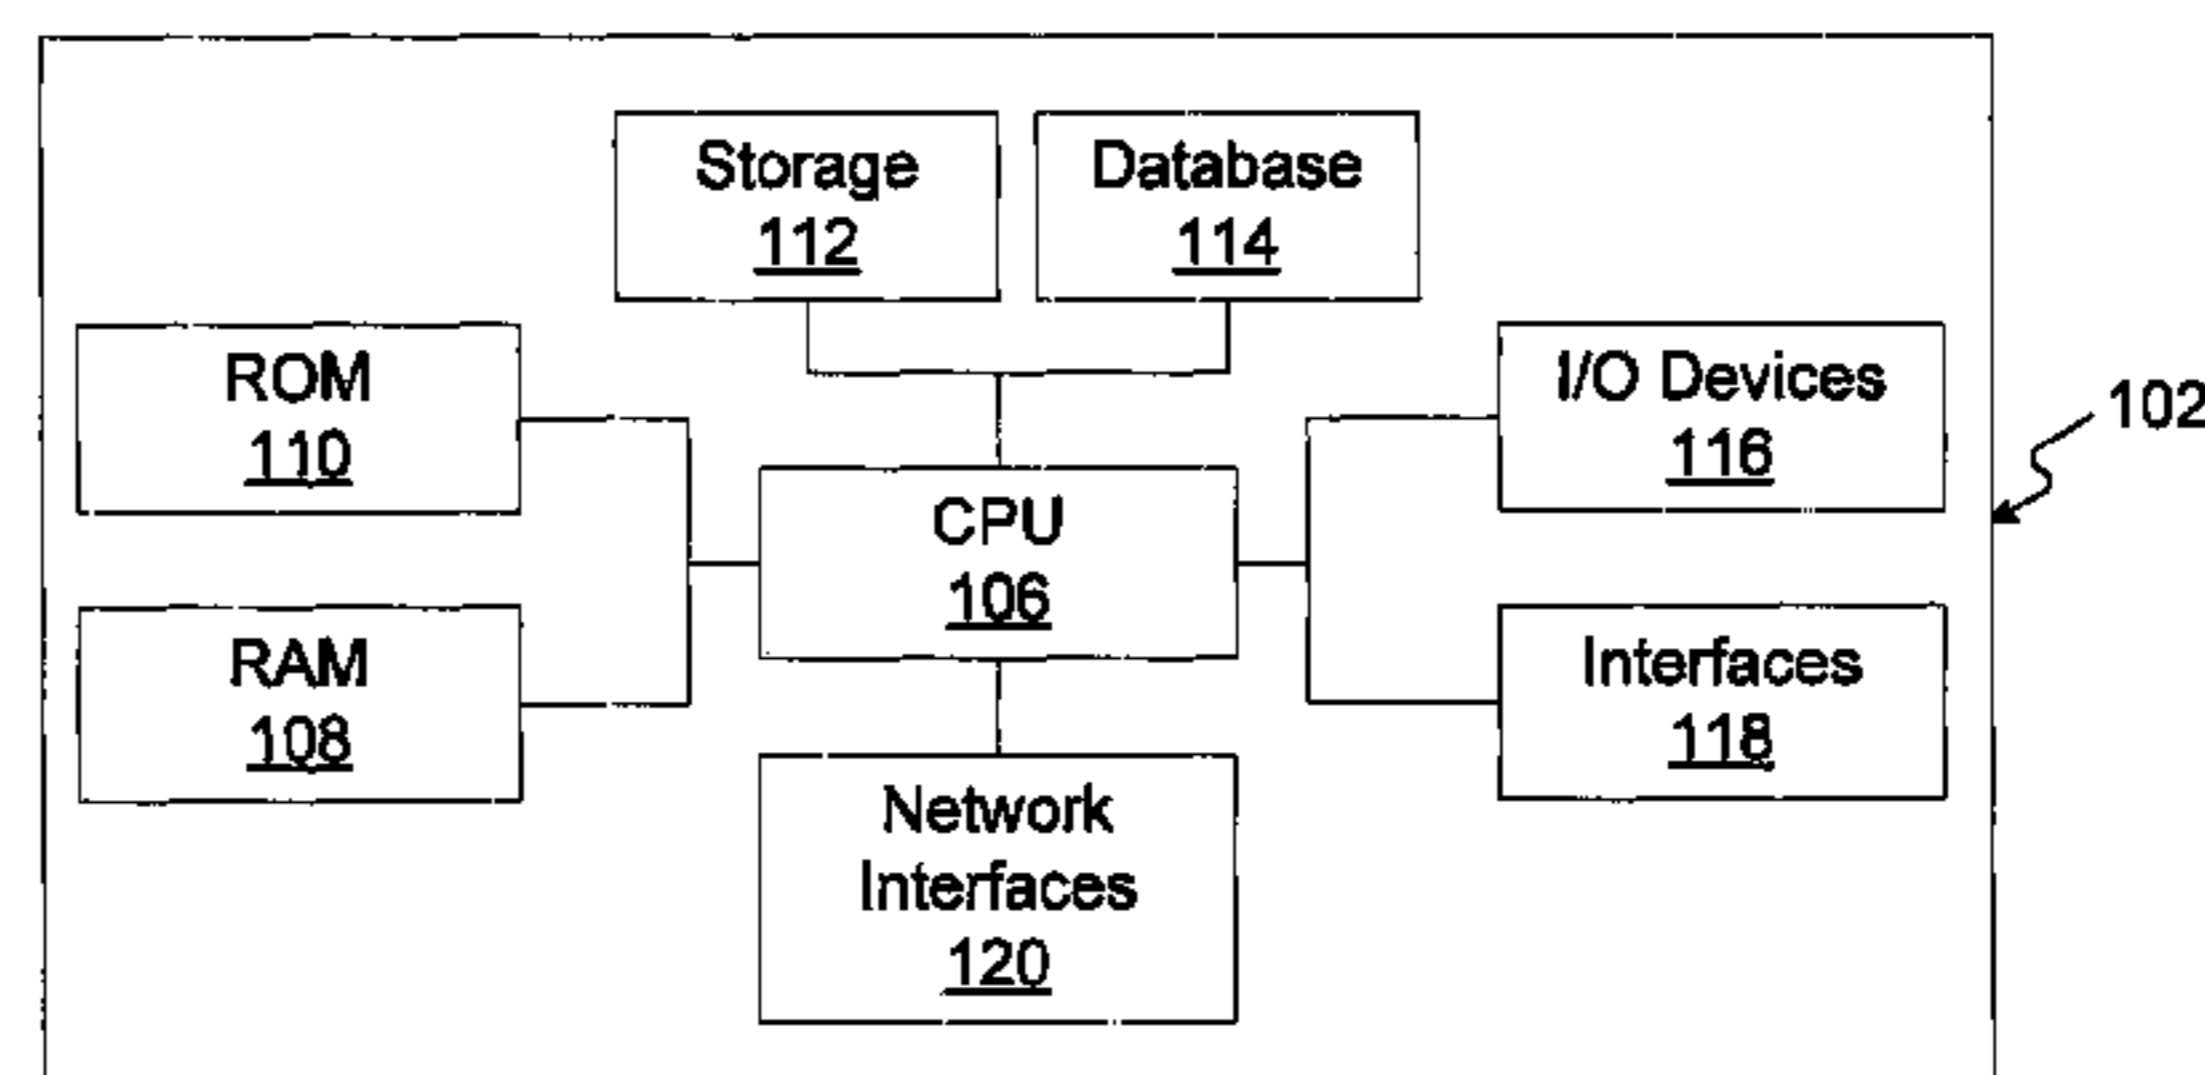 Storage
112
Database
114
ROM
110
I/O Devices
116
102
CPU
106
RAM
108
Interfaces
118
Network
Interfaces
120